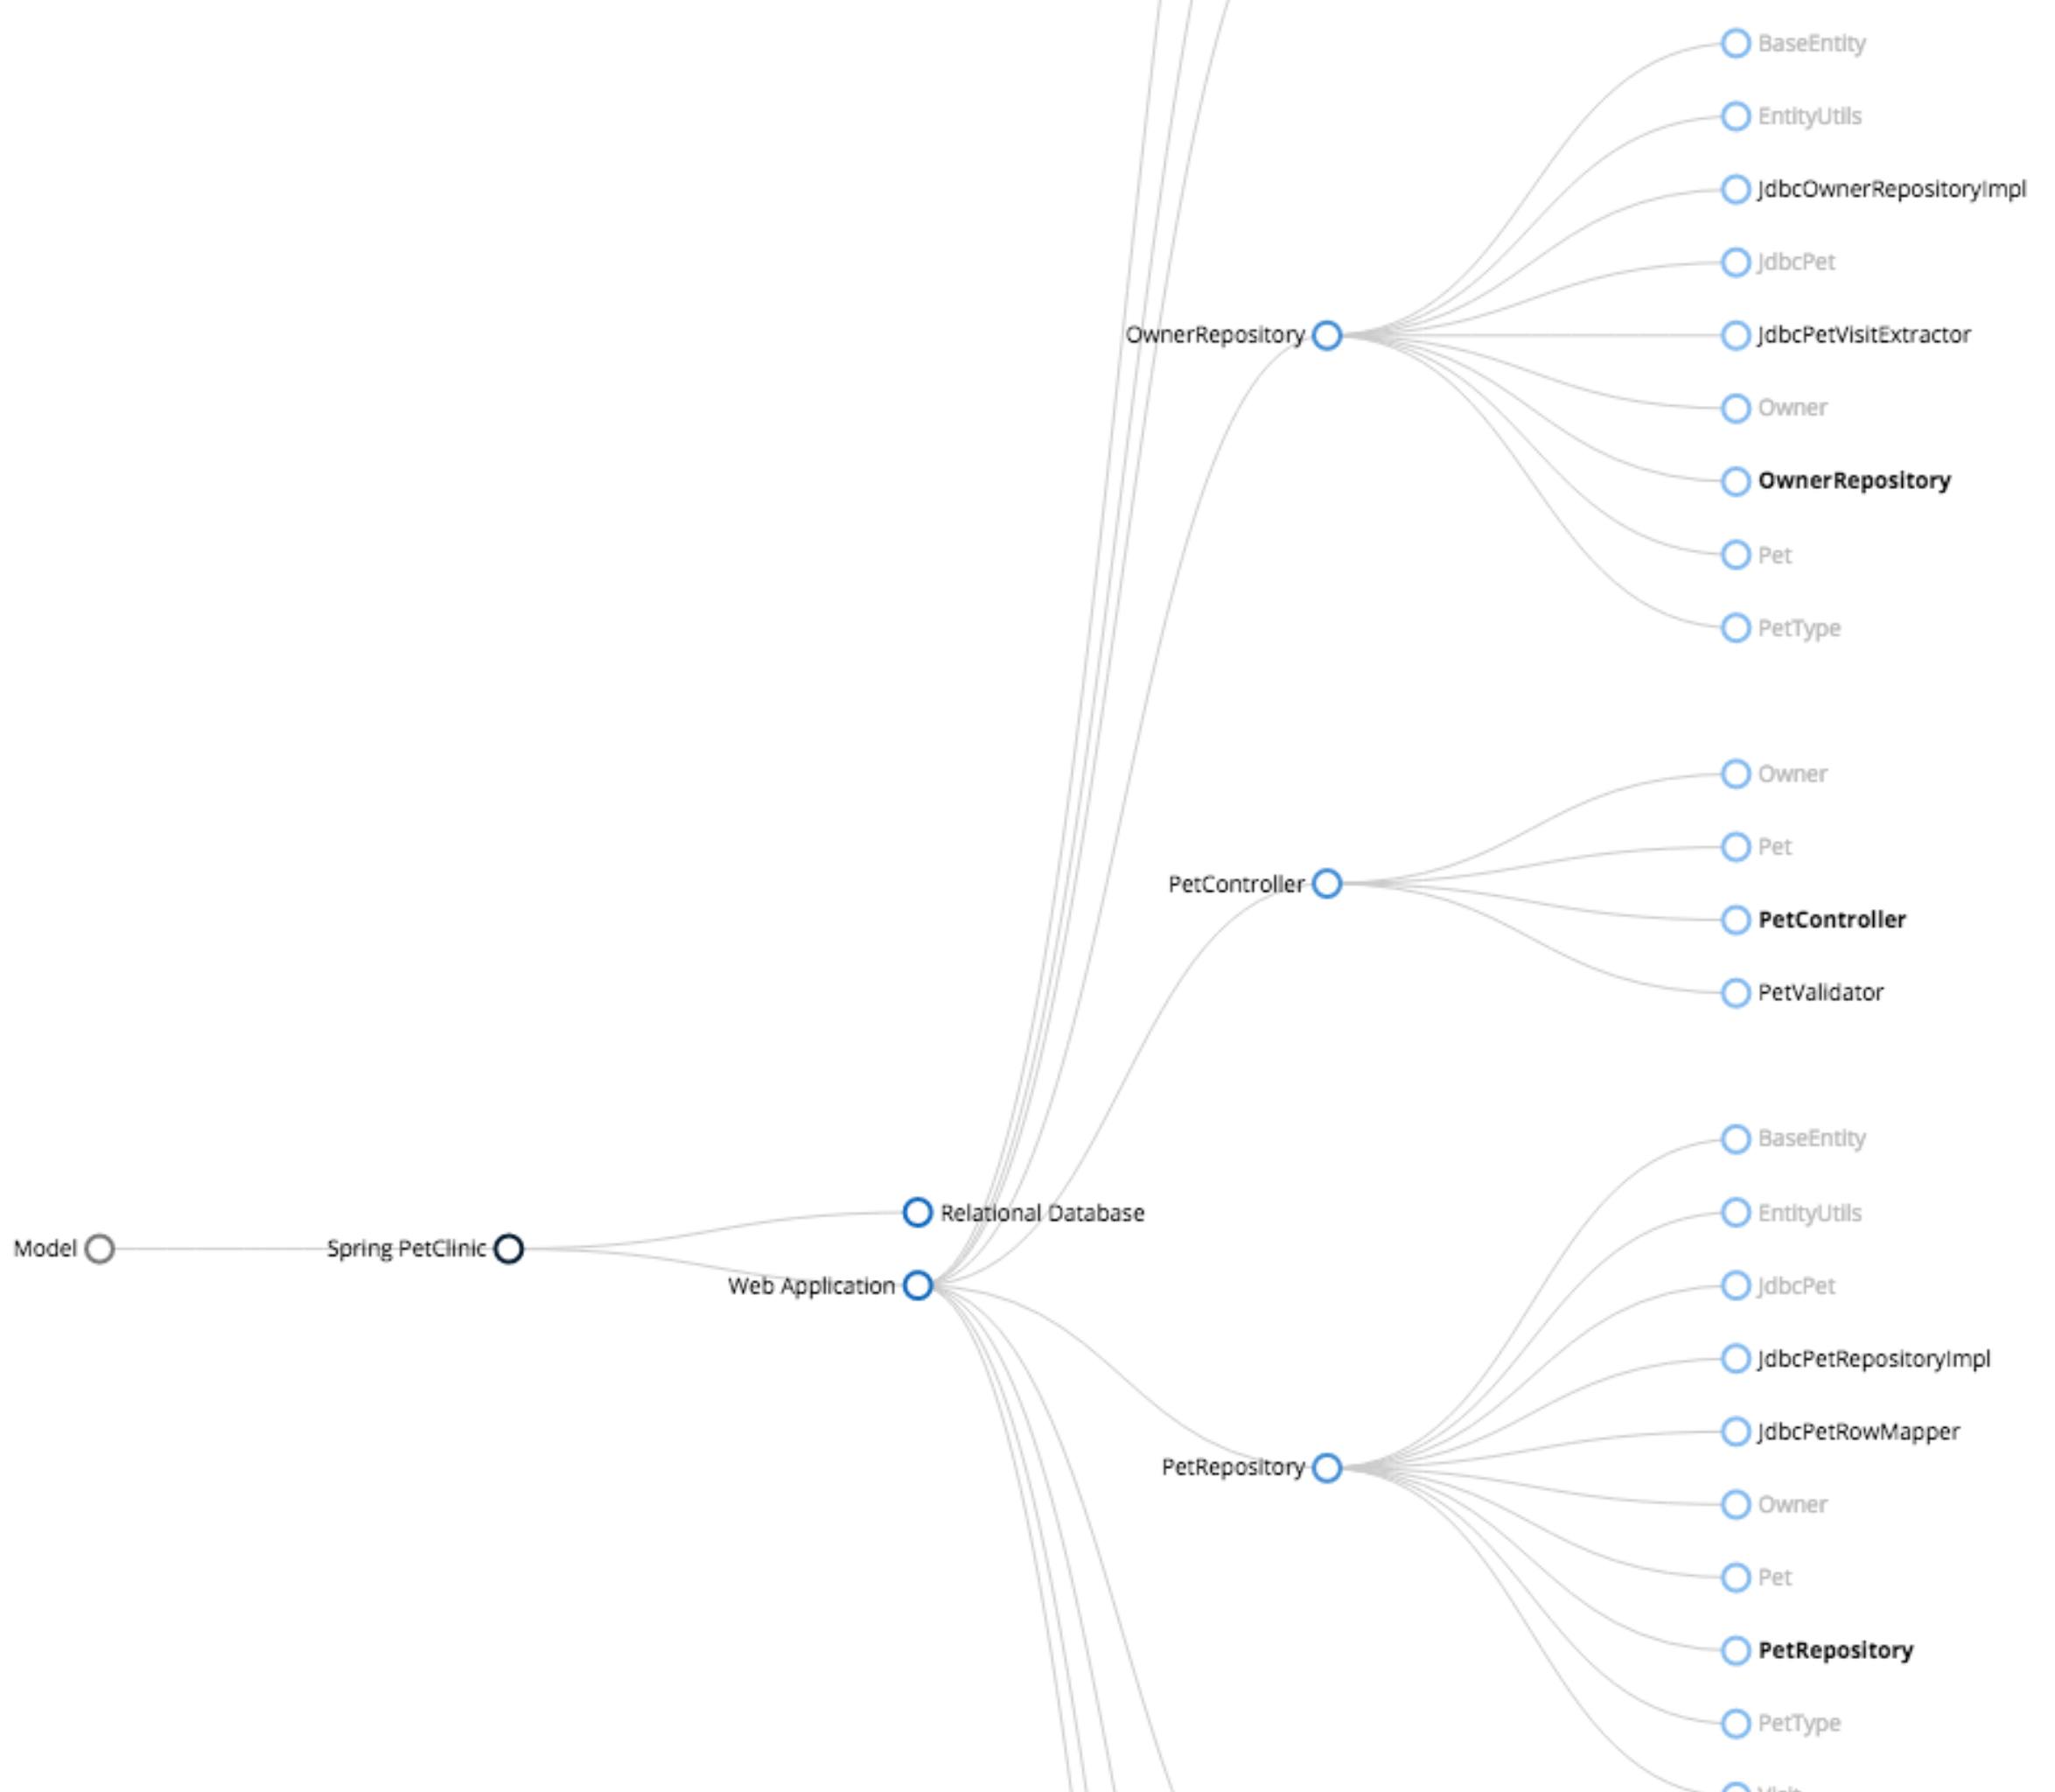 BaseEntity
EntityUtils
JdbcOwnerRepositoryImpl
JdbcPet
OwnerRepository
JdbcPetVisitExtractor
Owner
OwnerRepository
Pet
PetType
Owner
Pet
PetController
PetController
PetValidator
BaseEntity
Relational Database
EntityUtils
Model
Spring PetClinic
Web Application
JdbcPet
JdbcPetRepositoryImpl
JdbcPetRowMapper
PetRepository
Owner
Pet
PetRepository
PetType